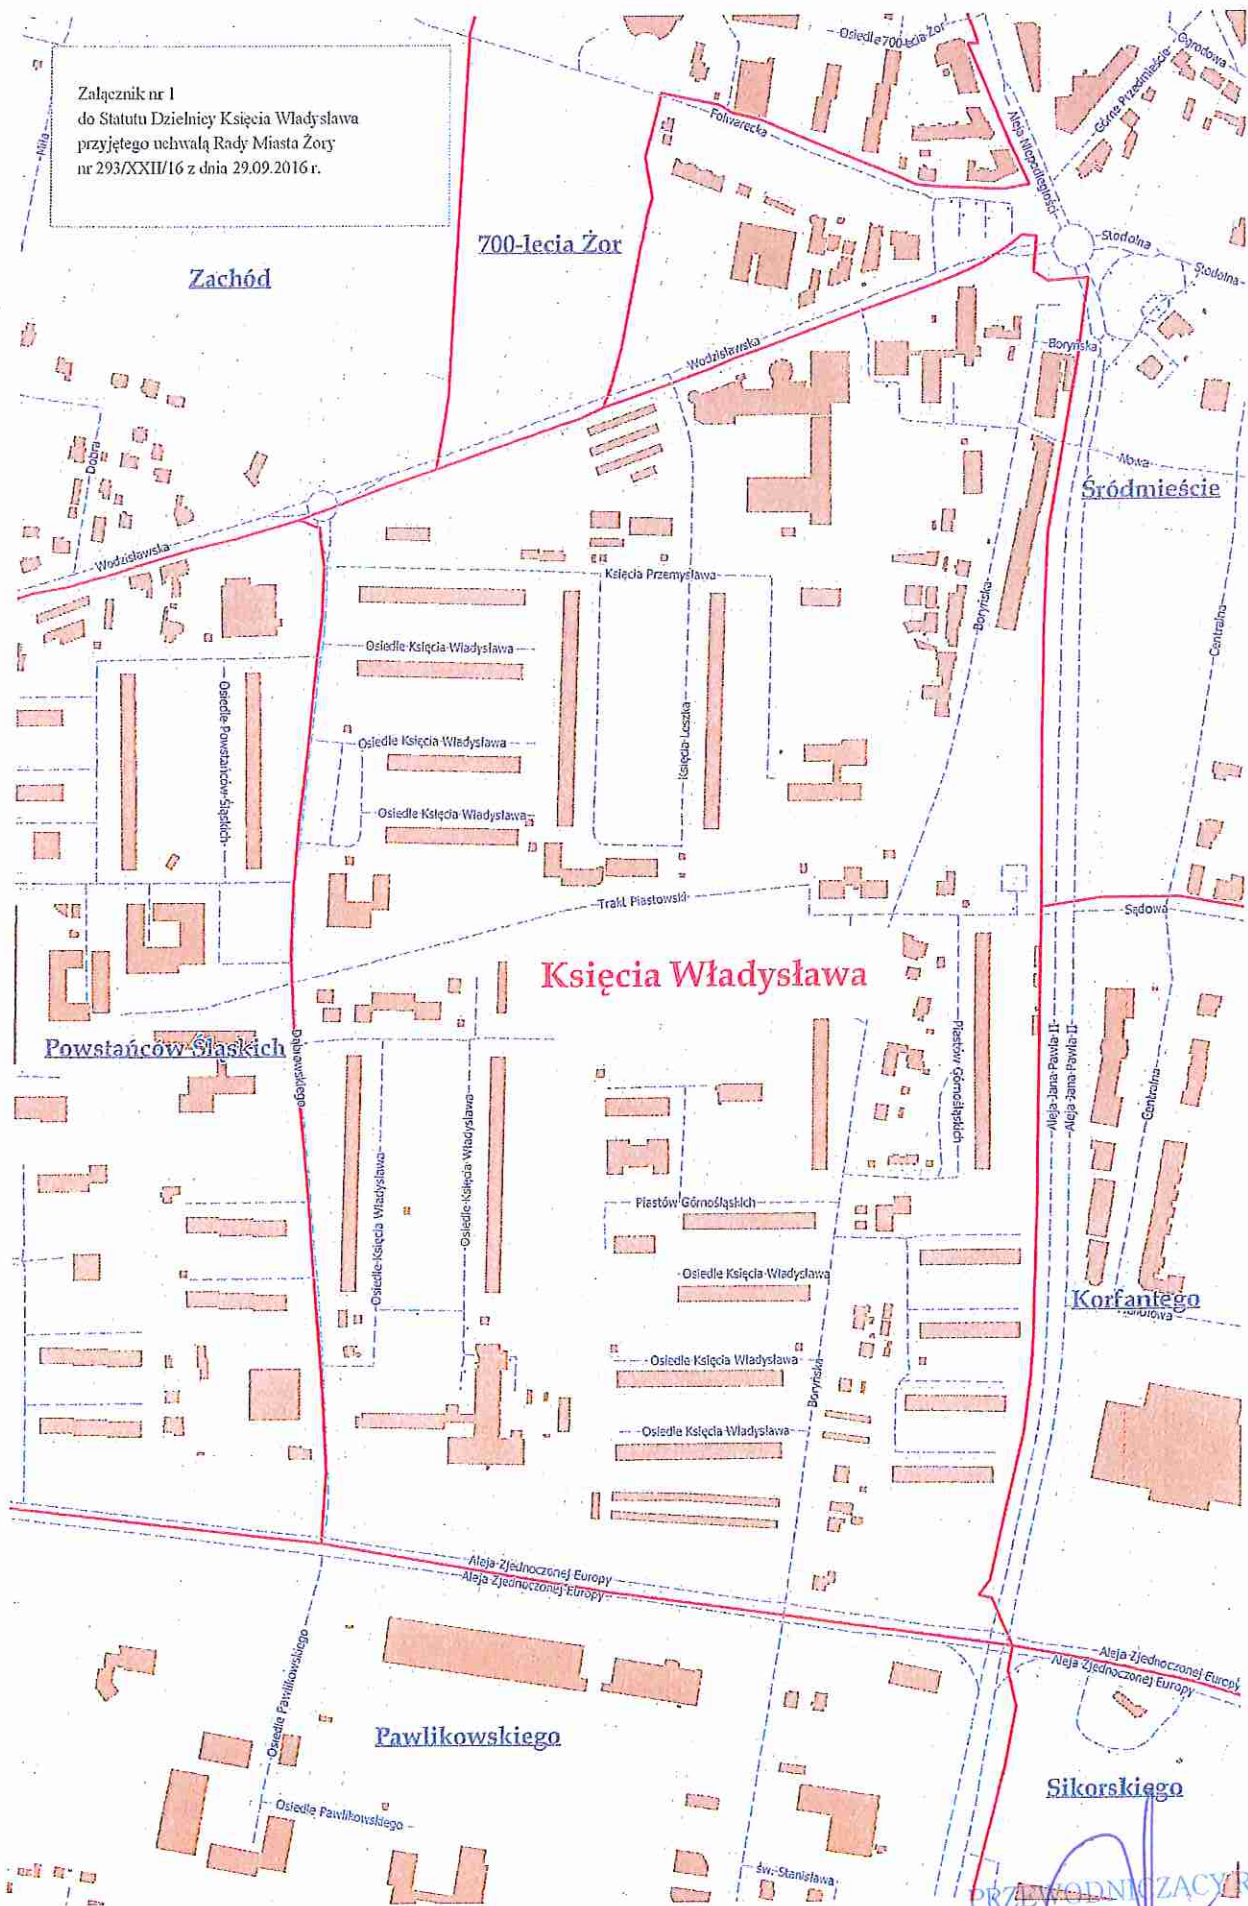 Załącznik nr 1
do Statutu Dzielnicy Księcia Władysława
przyjętego uchwałą Rady Miasta Żory
nr 293/XXII/16 z dnia 29.09.2016 r.
Miła
Osiedle 700-lecia Żor
Ogrodowa
Górne Przedmieście
Folwarecka
Aleja Niepodległości
700-lecia Żor
Stodolna
Stodolna
Zachód
Wodzisławska
Boryńska
Dobra
Nowa
Śródmieście
Wodzisławska
Księcia Przemysława
Boryńska
Centralna
Osiedle Księcia Władysława
Osiedle Powstańców Śląskich
Księcia Leszka
Osiedle Księcia Władysława
Osiedle Księcia Władysława
Trakt Piastowski
Sądowa
Księcia Władysława
Powstańców Śląskich
Dąbrowskiego
Piastów Górnośląskich
Aleja Jana Pawła II
Aleja Jana Pawła II
Centralna
Osiedle Księcia Władysława
Osiedle Księcia Władysława
Piastów Górnośląskich
Osiedle Księcia Władysława
Korfantego
Osiedle Księcia Władysława
Boryńska
Osiedle Księcia Władysława
Aleja Zjednoczonej Europy
Aleja Zjednoczonej Europy
Aleja Zjednoczonej Europy
Aleja Zjednoczonej Europy
Osiedle Pawlikowskiego
Pawlikowskiego
Sikorskiego
Osiedle Pawlikowskiego
św. Stanisława
PRZEWODNICZĄCY R